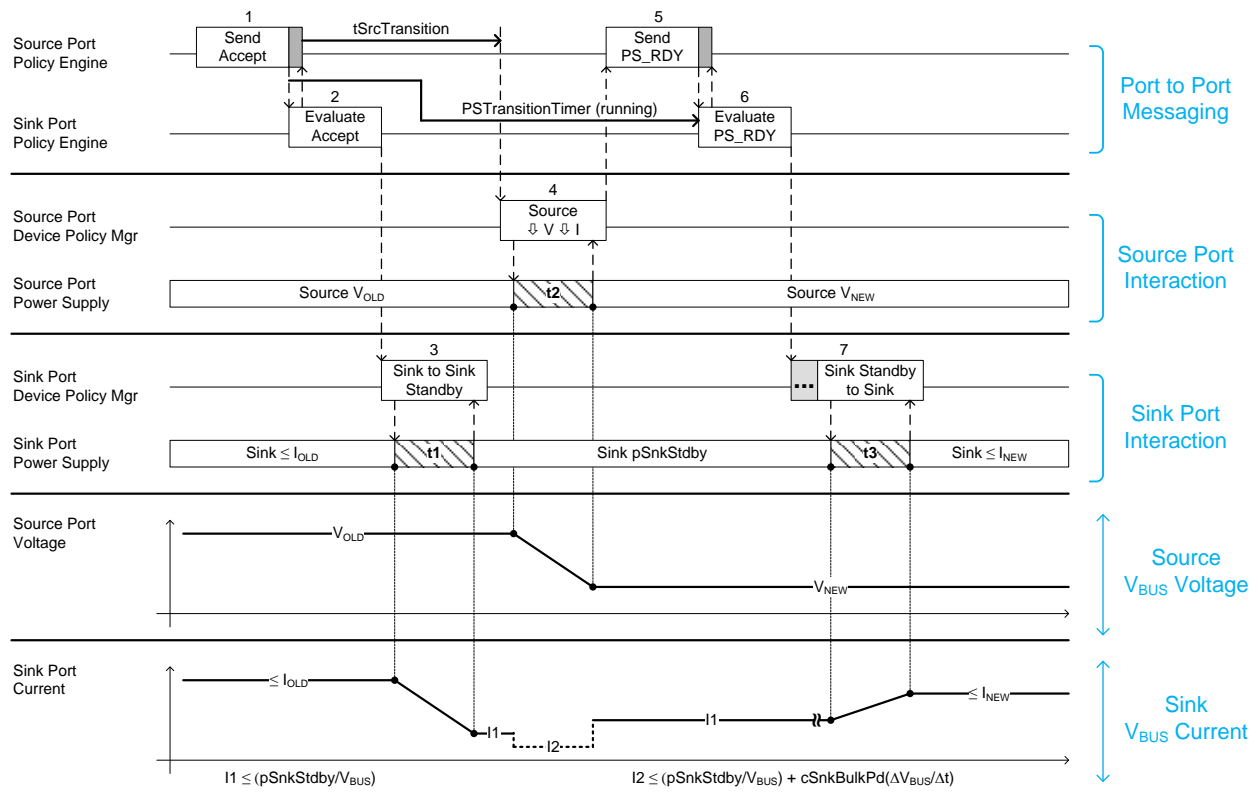 1
Send
Accept
tSrcTransition
5
Send
PS_RDY
Source Port
Policy Engine
2
Evaluate
Accept
PSTransitionTimer (running)
6
Evaluate
PS_RDY
Sink Port
Policy Engine
Port to Port
Messaging
4
Source
⇩ V ⇩ I
Source Port
Device Policy Mgr
Source Port
Power Supply
Source VOLD
t2
Source VNEW
Source Port
Interaction
3
Sink to Sink
Standby
7
...
Sink Standby
to Sink
Sink Port
Device Policy Mgr
Sink Port
Power Supply
Sink ≤ IOLD
t1
Sink pSnkStdby
t3
Sink ≤ INEW
Sink Port
Interaction
Source Port
Voltage
VOLD
VNEW
Source
VBUS Voltage
Sink Port
Current
≤ IOLD
I1
I2
I1
≤ INEW
Sink
VBUS Current
I1 ≤ (pSnkStdby/VBUS)
I2 ≤ (pSnkStdby/VBUS) + cSnkBulkPd(ΔVBUS/Δt)